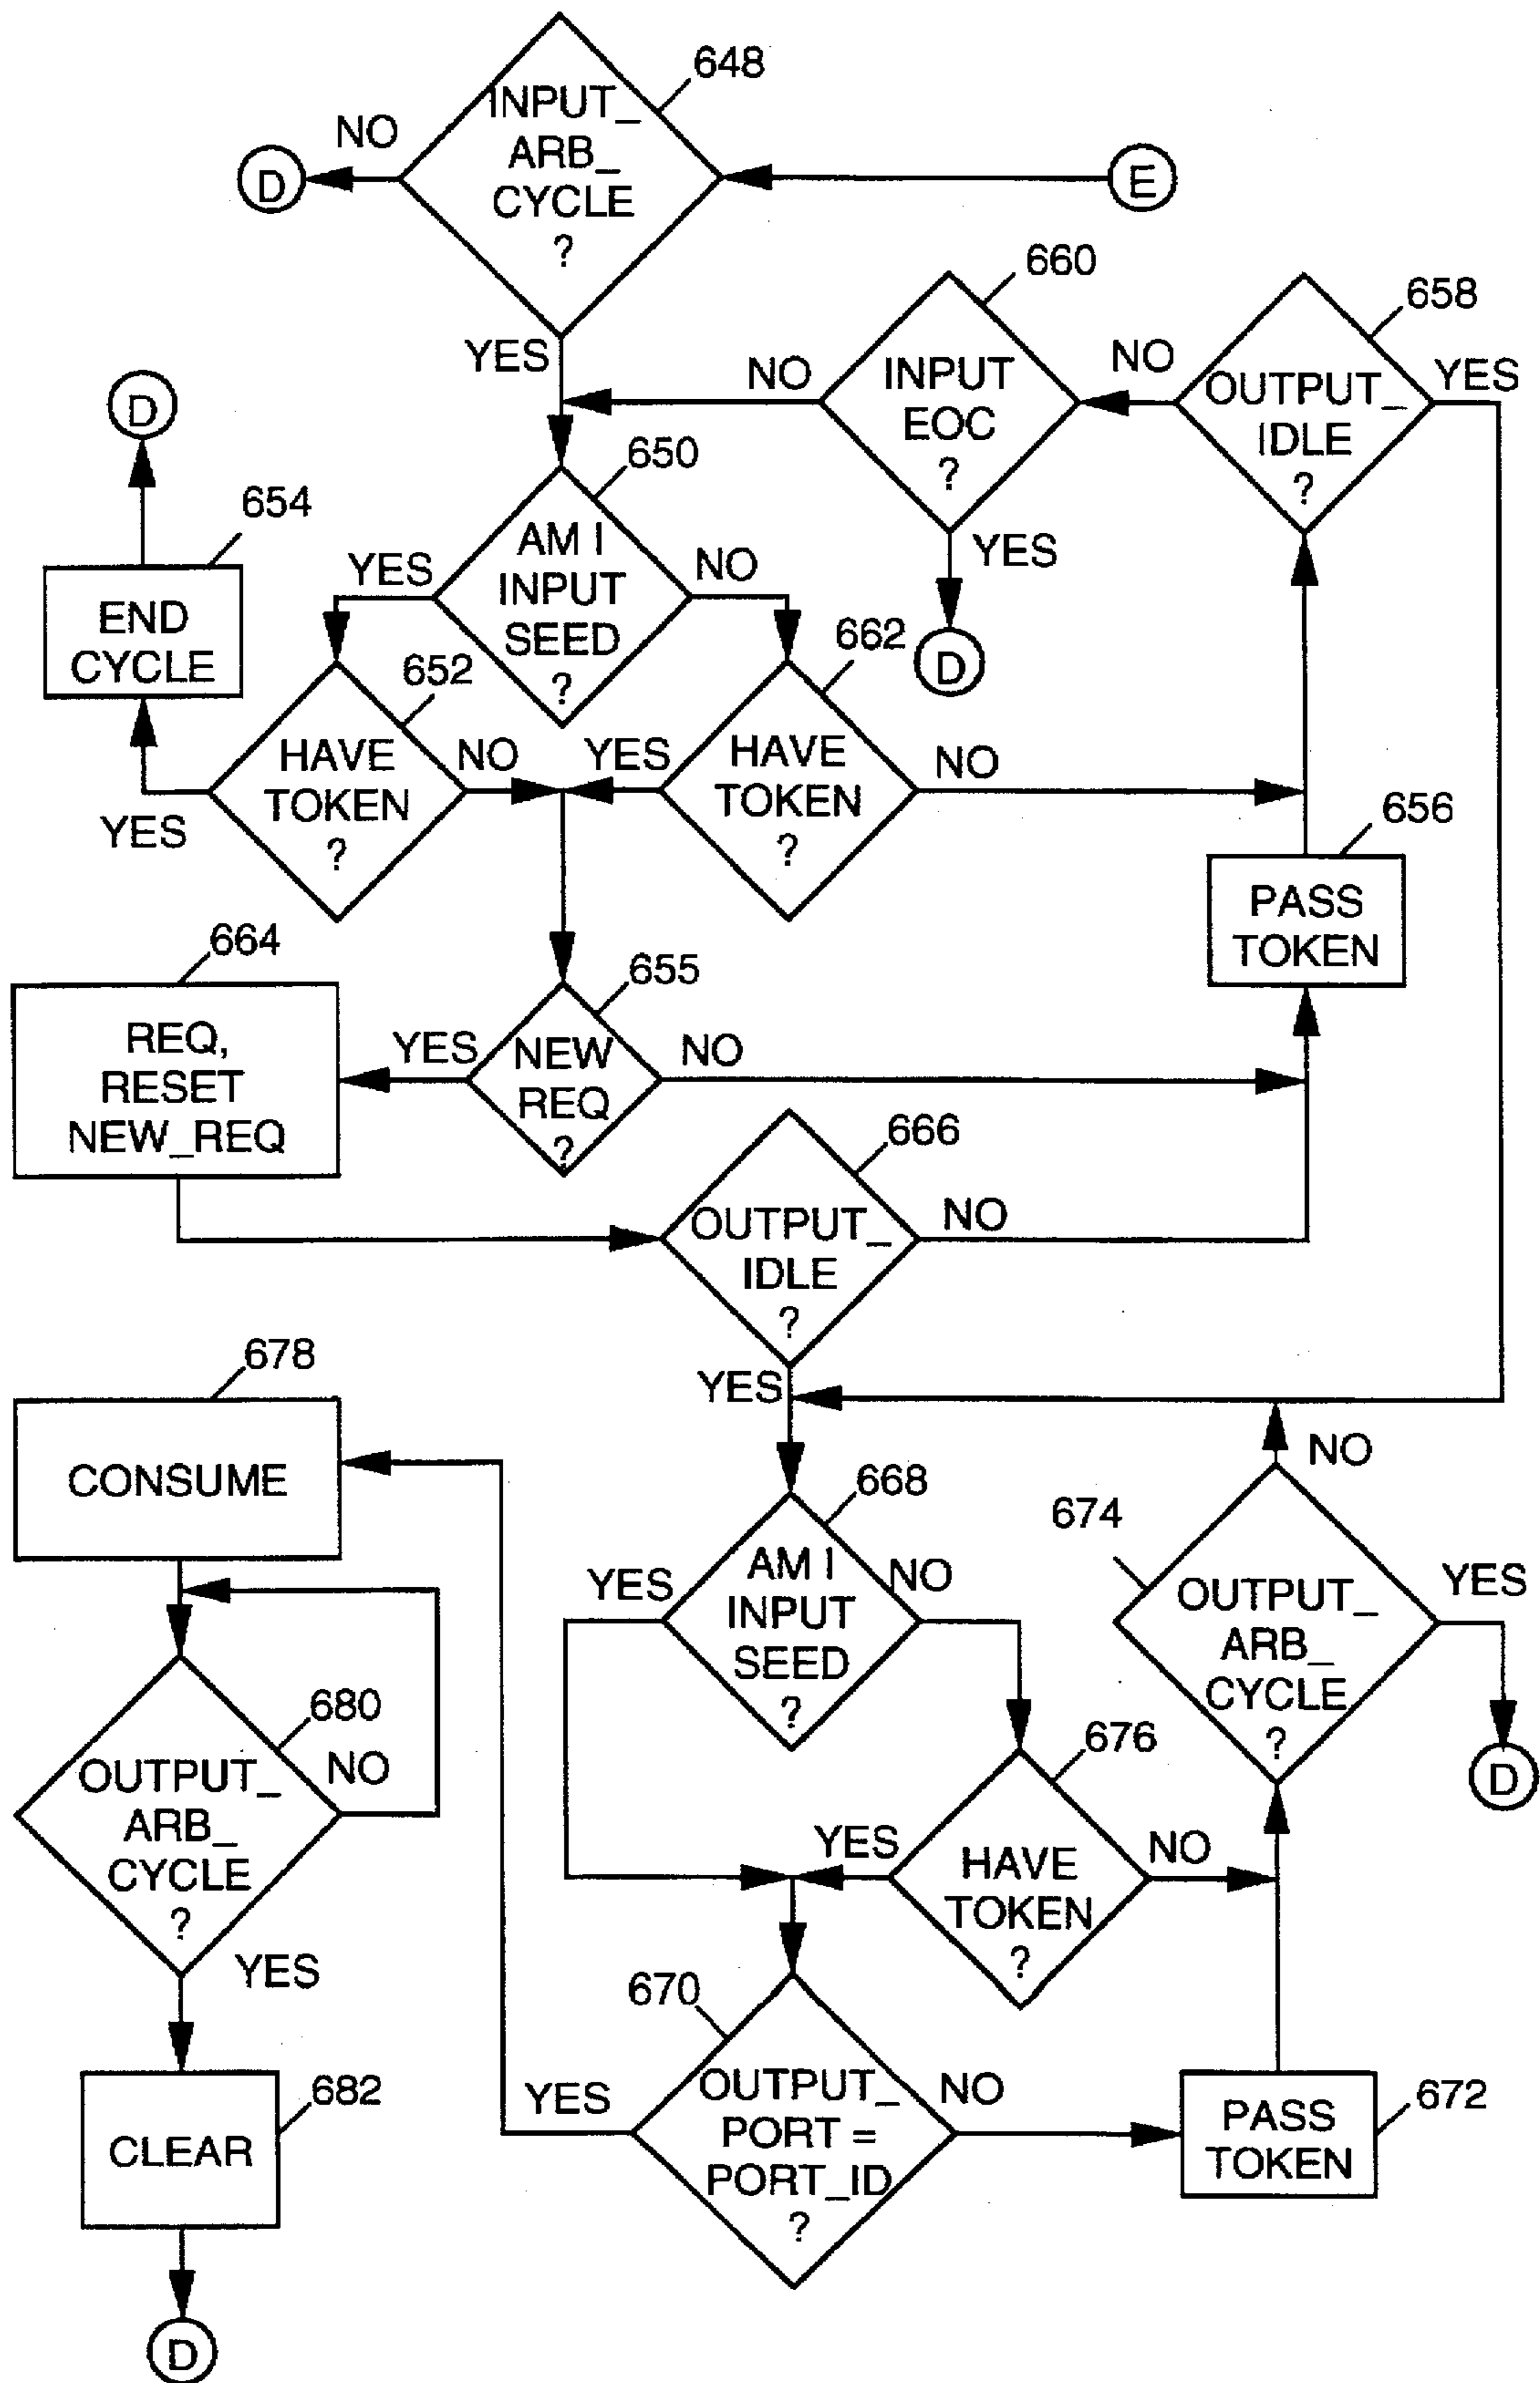 648
INPUT_
ARB_
CYCLE
?
NO
D
E
YES
660
INPUT
EOC
?
NO
YES
D
658
OUTPUT_
IDLE
?
NO
YES
D
654
END
CYCLE
650
AM I
INPUT
SEED
?
YES
NO
652
HAVE
TOKEN
?
YES
NO
662
HAVE
TOKEN
?
YES
NO
656
PASS
TOKEN
664
REQ,
RESET
NEW_REQ
655
NEW
REQ
?
YES
NO
666
OUTPUT_
IDLE
?
NO
YES
678
CONSUME
668
AM I
INPUT
SEED
?
YES
NO
674
OUTPUT_
ARB_
CYCLE
?
NO
YES
D
680
OUTPUT_
ARB_
CYCLE
?
NO
YES
676
HAVE
TOKEN
?
YES
NO
670
OUTPUT_
PORT =
PORT_ID
?
YES
NO
672
PASS
TOKEN
682
CLEAR
D